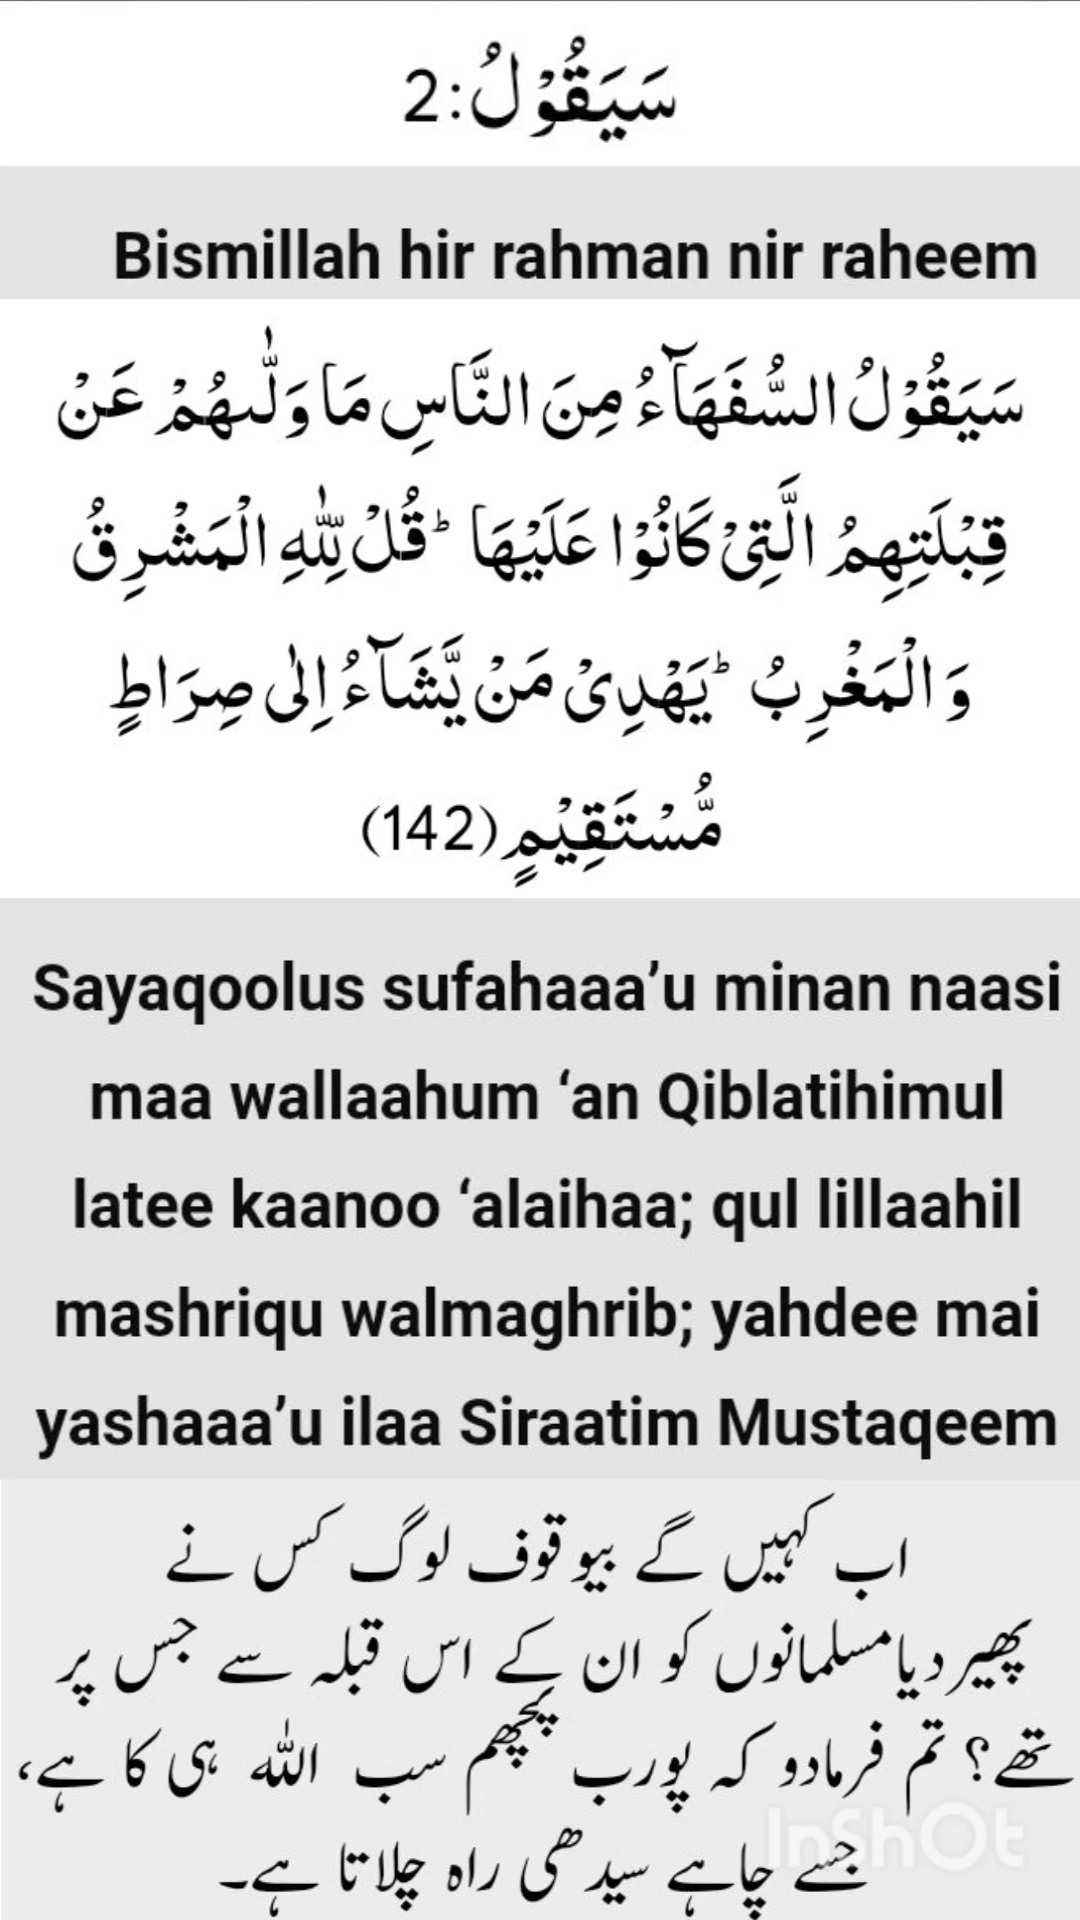 سَيَقُوْلُ:2
Bismillah hir rahman nir raheem
سَيَقُوْلُ السُّفَهَآءُ مِنَ النَّاسِ مَا وَلّٰىهُمْ عَنْ
قِبْلَتِهِمُ الَّتِیْ كَانُوْا عَلَیْهَا ؕ قُلْ لِّلّٰهِ الْمَشْرِقُ
وَ الْمَغْرِبُ ؕ یَهْدِیْ مَنْ یَّشَآءُ اِلٰى صِرَاطٍ
مُّسْتَقِیْمٍ(142)
Sayaqoolus sufahaaa’u minan naasi
maa wallaahum ‘an Qiblatihimul
latee kaanoo ‘alaihaa; qul lillaahil
mashriqu walmaghrib; yahdee mai
yashaaa’u ilaa Siraatim Mustaqeem
اب کہیں گے بیوقوف لوگ کس نے
پھیردیامسلمانوں کو ان کے اس قبلہ سے جس پر
تھے؟ تم فرمادو کہ پورب پچھم سب اللہ ہی کا ہے،
جسے چاہے سیدھی راہ چلاتا ہے۔
InShOt